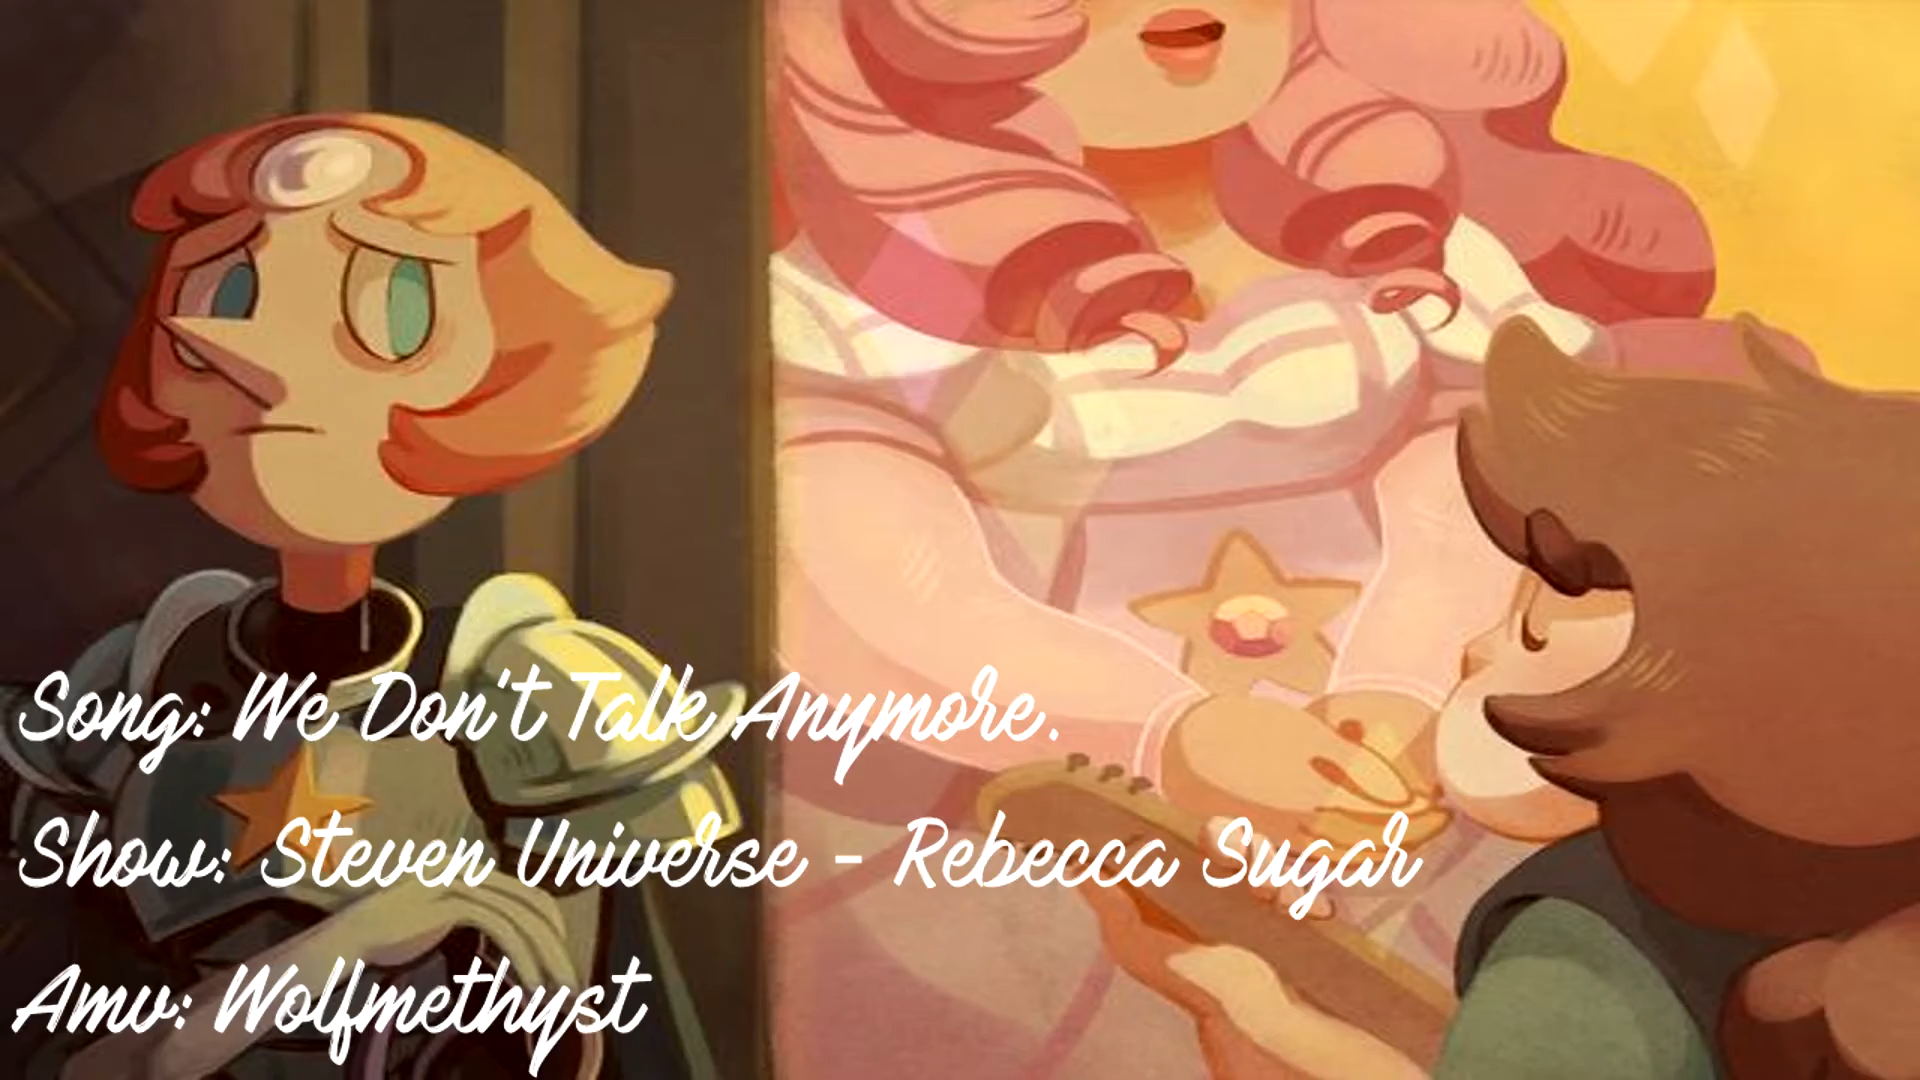 Song: We Don't Talk Anymore.
Show: Steven Universe - Rebecca Sugar
Amv: Wolfmethyst